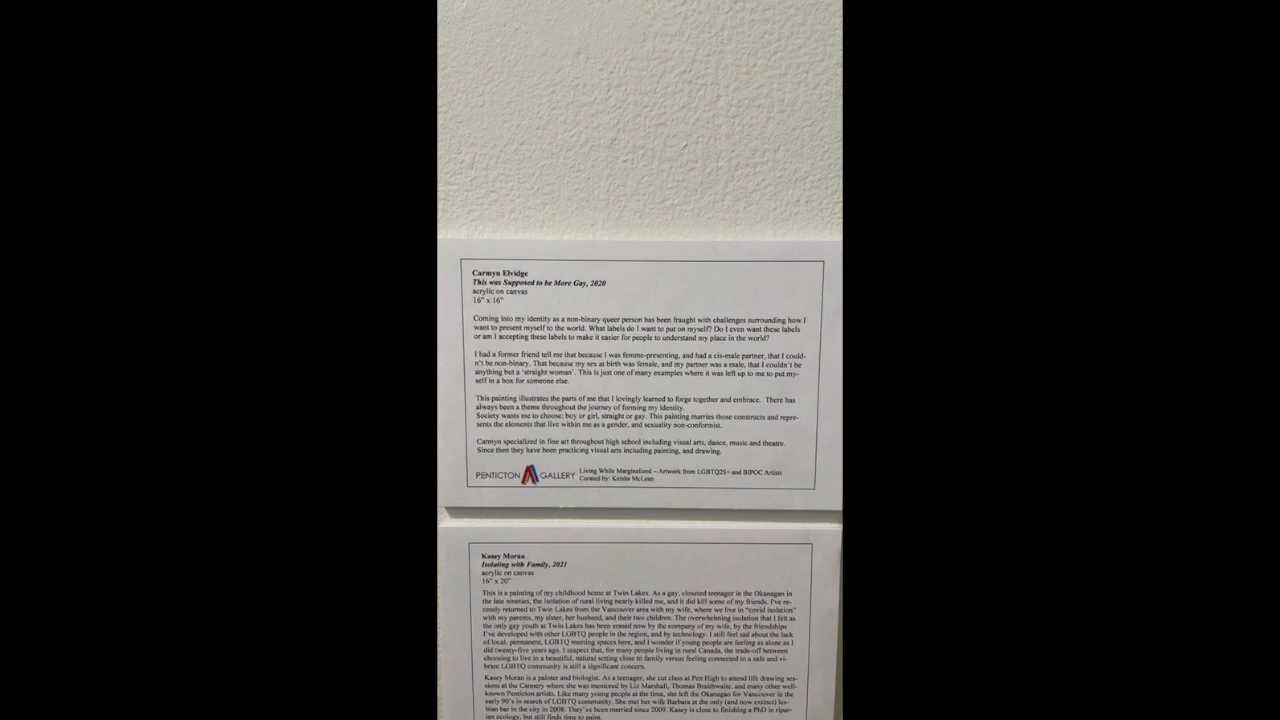 Carmyn Elvidge
This was Supposed to be More Gay, 2020
acrylic on canvas
16" x 16"
Coming into my identity as a non-binary queer person has been fraught with challenges surrounding how I
want to present myself to the world. What labels do I want to put on myself? Do I even want these labels
or am I accepting these labels to make it easier for people to understand my place in the world?
I had a former friend tell me that because I was femme-presenting, and had a cis-male partner, that I could-
n't be non-binary. That because my sex at birth was female, and my partner was a male, that I couldn't be
anything but a 'straight woman'. This is just one of many examples where it was left up to me to put my-
self in a box for someone else.
This painting illustrates the parts of me that I lovingly learned to forge together and embrace. There has
always been a theme throughout the journey of forming my identity.
Society wants me to choose: boy or girl, straight or gay. This painting marries those constructs and repre-
sents the elements that live within me as a gender, and sexuality non-conformist.
Carmyn specialized in fine art throughout high school including visual arts, dance, music and theatre.
Since then they have been practicing visual arts including painting, and drawing.
PENTICTON GALLERY
Living While Marginalized – Artwork from LGBTQ2S+ and BIPOC Artists
Curated by: Keisha McLean
Kasey Moran
Isolating with Family, 2021
acrylic on canvas
16" x 20"
This is a painting of my childhood home at Twin Lakes. As a gay, closeted teenager in the Okanagan in
the late nineties, the isolation of rural living nearly killed me, and it did kill some of my friends. I've re-
cently returned to Twin Lakes from the Vancouver area with my wife, where we live in "covid isolation"
with my parents, my sister, her husband, and their two children. The overwhelming isolation that I felt as
the only gay youth at Twin Lakes has been erased now by the company of my wife, by the friendships
I've developed with other LGBTQ people in the region, and by technology. I still feel sad about the lack
of local, permanent, LGBTQ meeting spaces here, and I wonder if young people are feeling as alone as I
did twenty-five years ago. I suspect that, for many people living in rural Canada, the trade-off between
choosing to live in a beautiful, natural setting close to family versus feeling connected to a safe and vi-
brant LGBTQ community is still a significant concern.
Kasey Moran is a painter and biologist. As a teenager, she cut class at Pen High to attend life drawing ses-
sions at the Cannery where she was mentored by Liz Marshall, Thomas Braithwaite, and many other well-
known Penticton artists. Like many young people at the time, she left the Okanagan for Vancouver in the
early 90's in search of LGBTQ community. She met her wife Barbara at the only (and now extinct) les-
bian bar in the city in 2008. They've been married since 2009. Kasey is close to finishing a PhD in ripar-
ian ecology, but still finds time to paint.